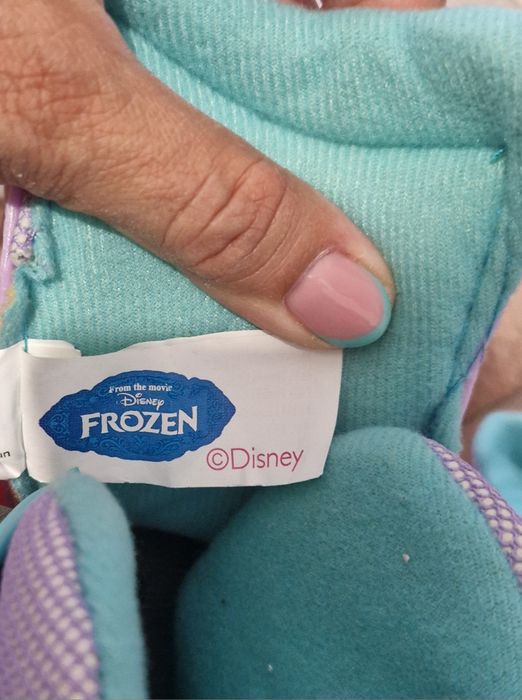 From the movie
Disney
FROZEN
©Disney